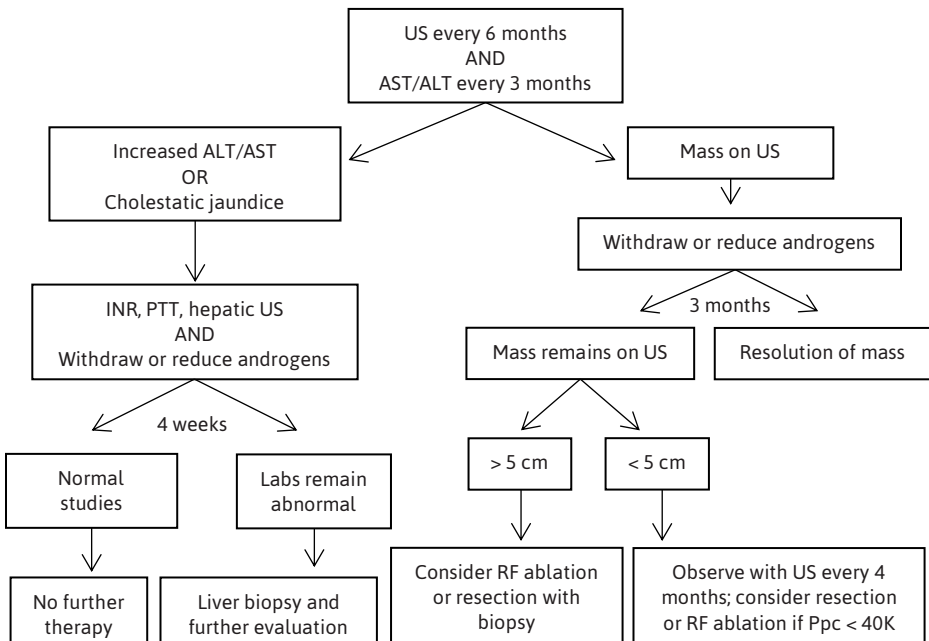 US every 6 months
AND
AST/ALT every 3 months
Increased ALT/AST
OR
Cholestatic jaundice
Mass on US
Withdraw or reduce androgens
INR, PTT, hepatic US
AND
Withdraw or reduce androgens
3 months
Mass remains on US
Resolution of mass
4 weeks
Normal
studies
Labs remain
abnormal
> 5 cm
< 5 cm
No further
therapy
Liver biopsy and
further evaluation
Consider RF ablation
or resection with
biopsy
Observe with US every 4
months; consider resection
or RF ablation if Ppc < 40K